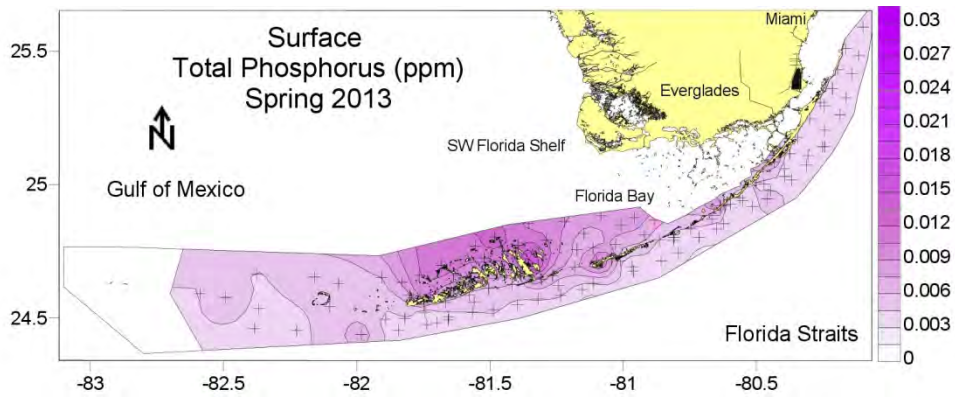 Surface
Total Phosphorus (ppm)
Spring 2013
N
Miami
Everglades
SW Florida Shelf
Gulf of Mexico
Florida Bay
Florida Straits
25.5
25
24.5
-83
-82.5
-82
-81.5
-81
-80.5
0.03
0.027
0.024
0.021
0.018
0.015
0.012
0.009
0.006
0.003
0